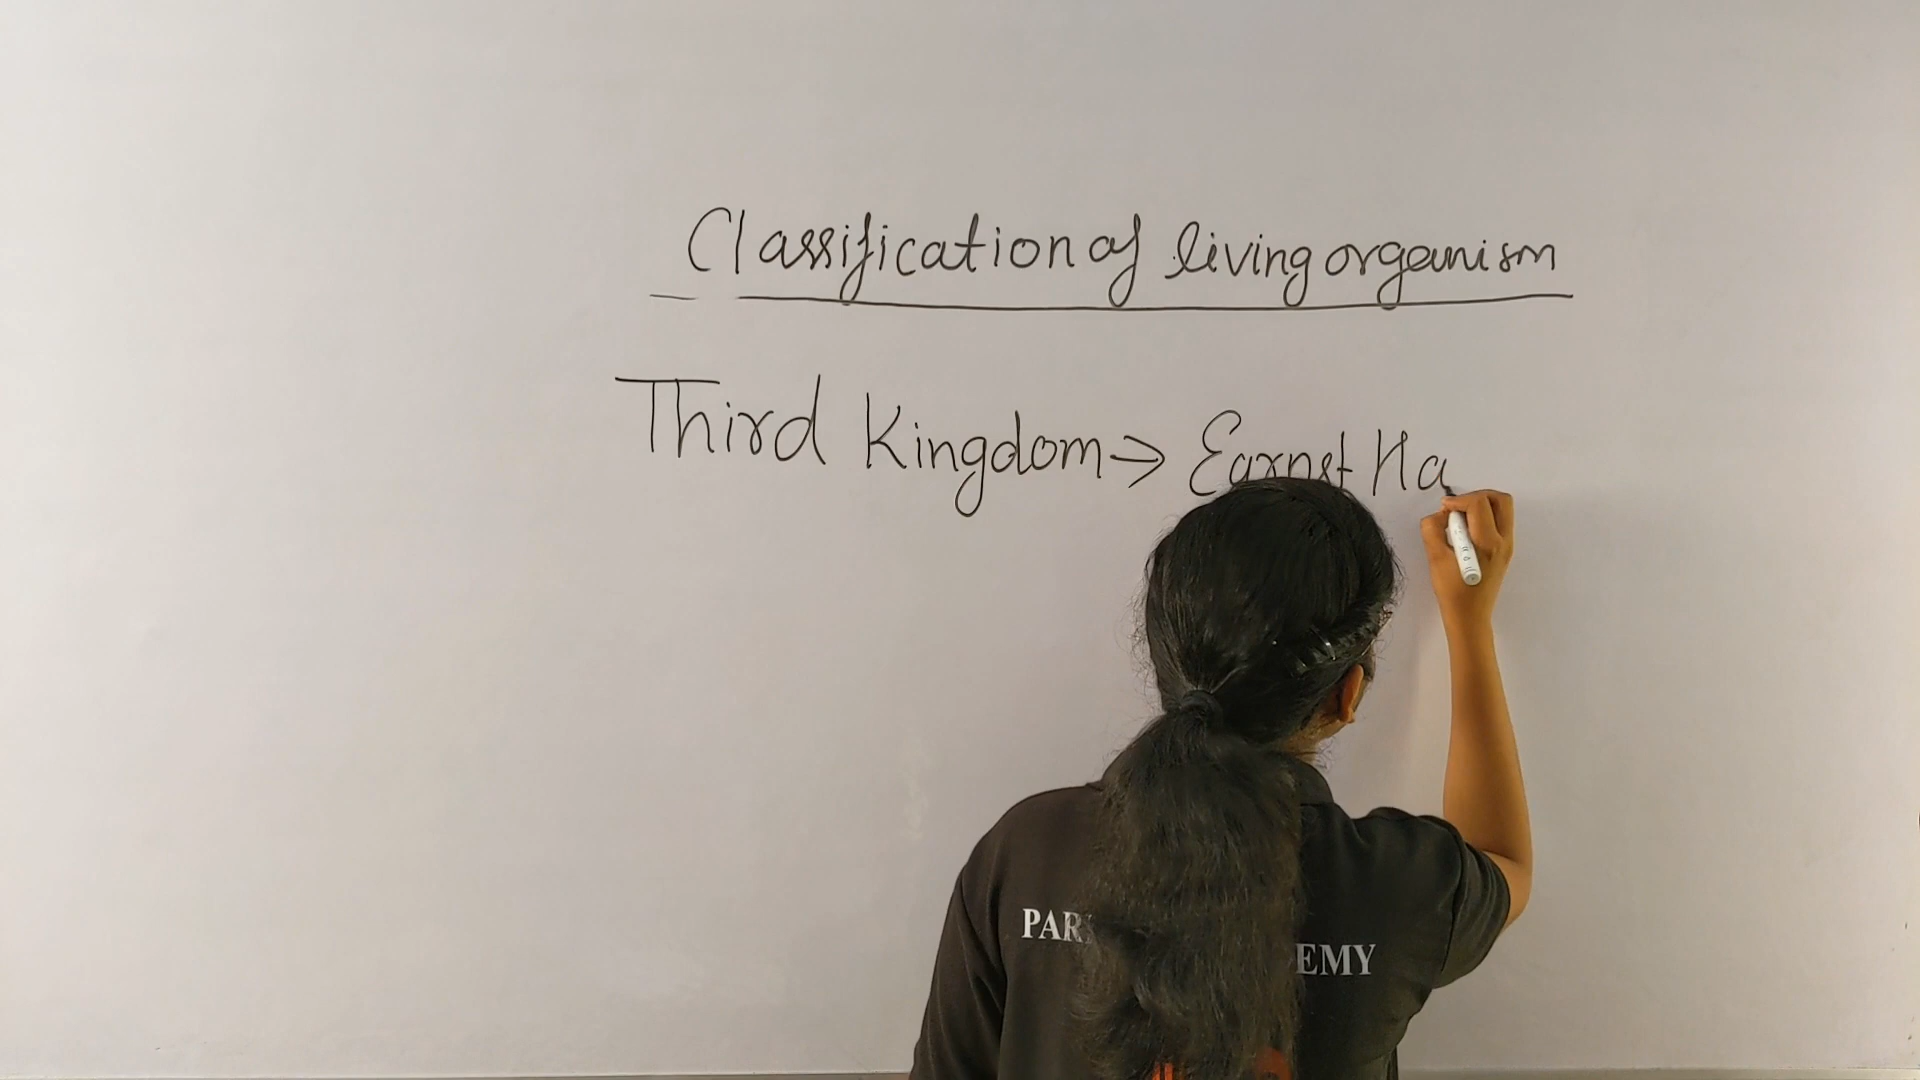 Classification of living organism
Third Kingdom → Earnst Ha
PAR EMY